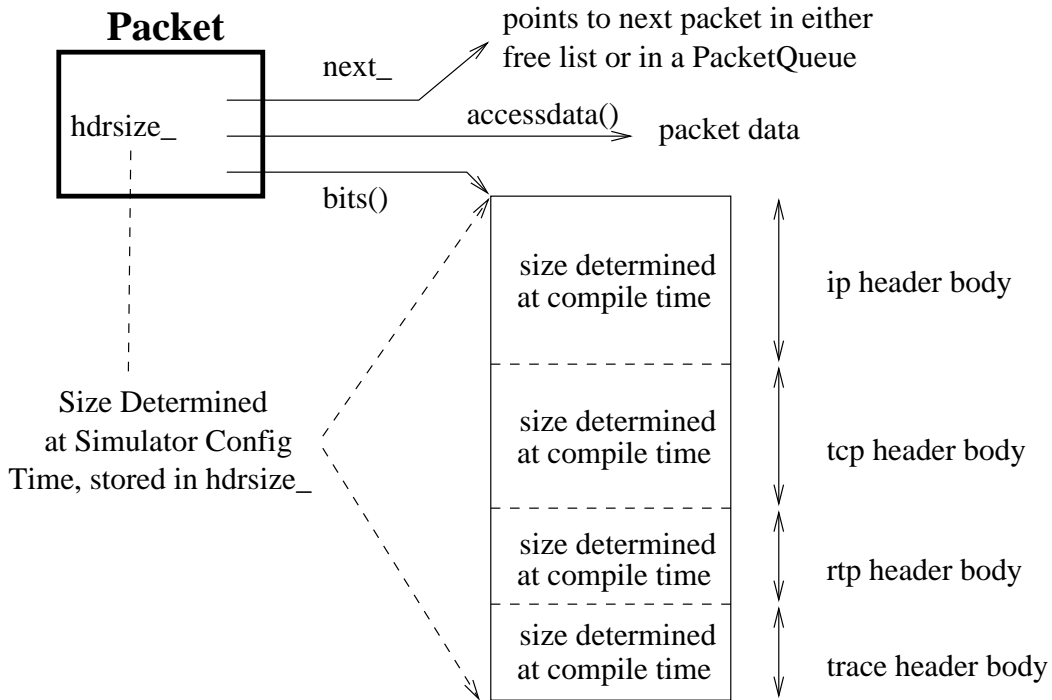 Packet
points to next packet in either
free list or in a PacketQueue
next_
hdrsize_
accessdata()
packet data
bits()
size determined
at compile time
ip header body
Size Determined
at Simulator Config
Time, stored in hdrsize_
size determined
at compile time
tcp header body
size determined
at compile time
rtp header body
size determined
at compile time
trace header body